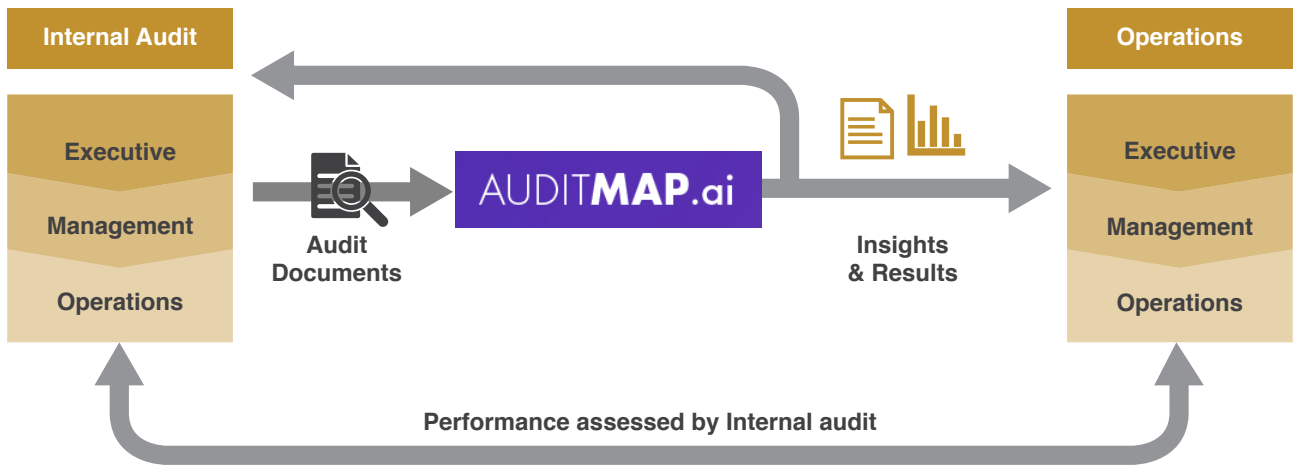 Internal Audit
Executive
Management
Operations
Audit
Documents
AUDITMAP.ai
Insights
& Results
Operations
Executive
Management
Operations
Performance assessed by Internal audit